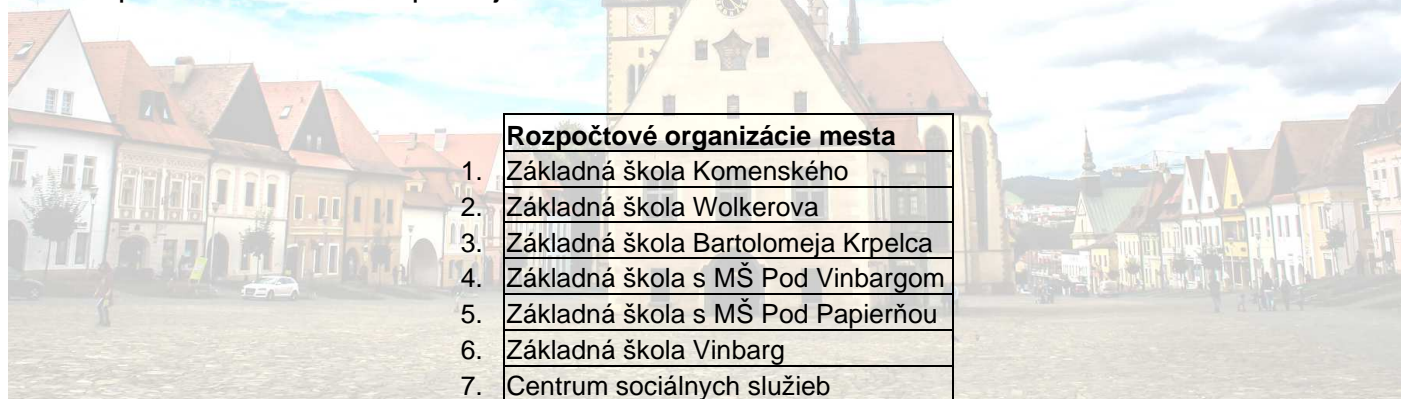 Rozpočtové organizácie mesta
1. Základná škola Komenského
2. Základná škola Wolkerova
3. Základná škola Bartolomeja Krpelca
4. Základná škola s MŠ Pod Vinbargom
5. Základná škola s MŠ Pod Papierňou
6. Základná škola Vinbarg
7. Centrum sociálnych služieb